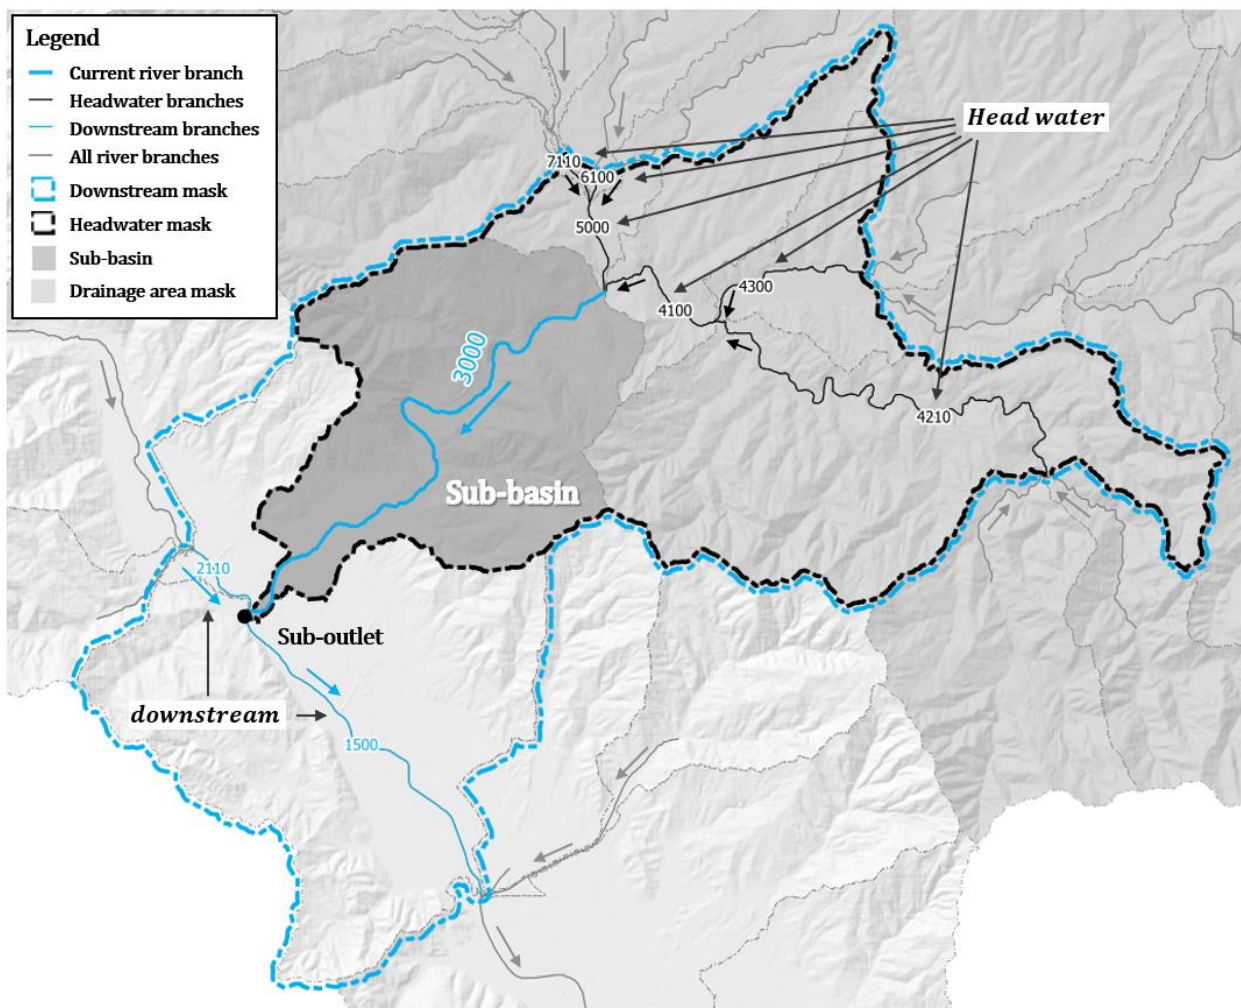 Legend
Current river branch
Headwater branches
Downstream branches
All river branches
Downstream mask
Headwater mask
Sub-basin
Drainage area mask
Head water
7110
6100
5000
4300
4100
3000
4210
Sub-basin
2110
Sub-outlet
downstream
1500